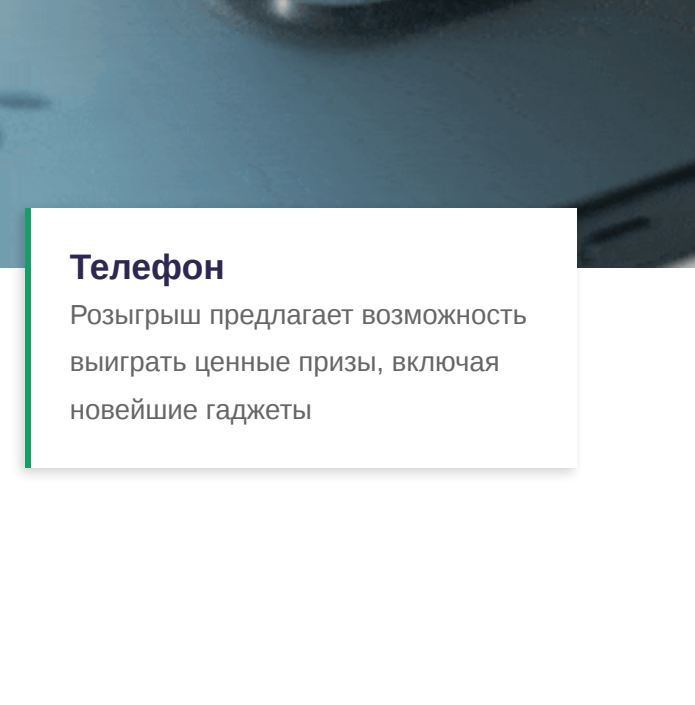 Телефон
Розыгрыш предлагает возможность
выиграть ценные призы, включая
новейшие гаджеты